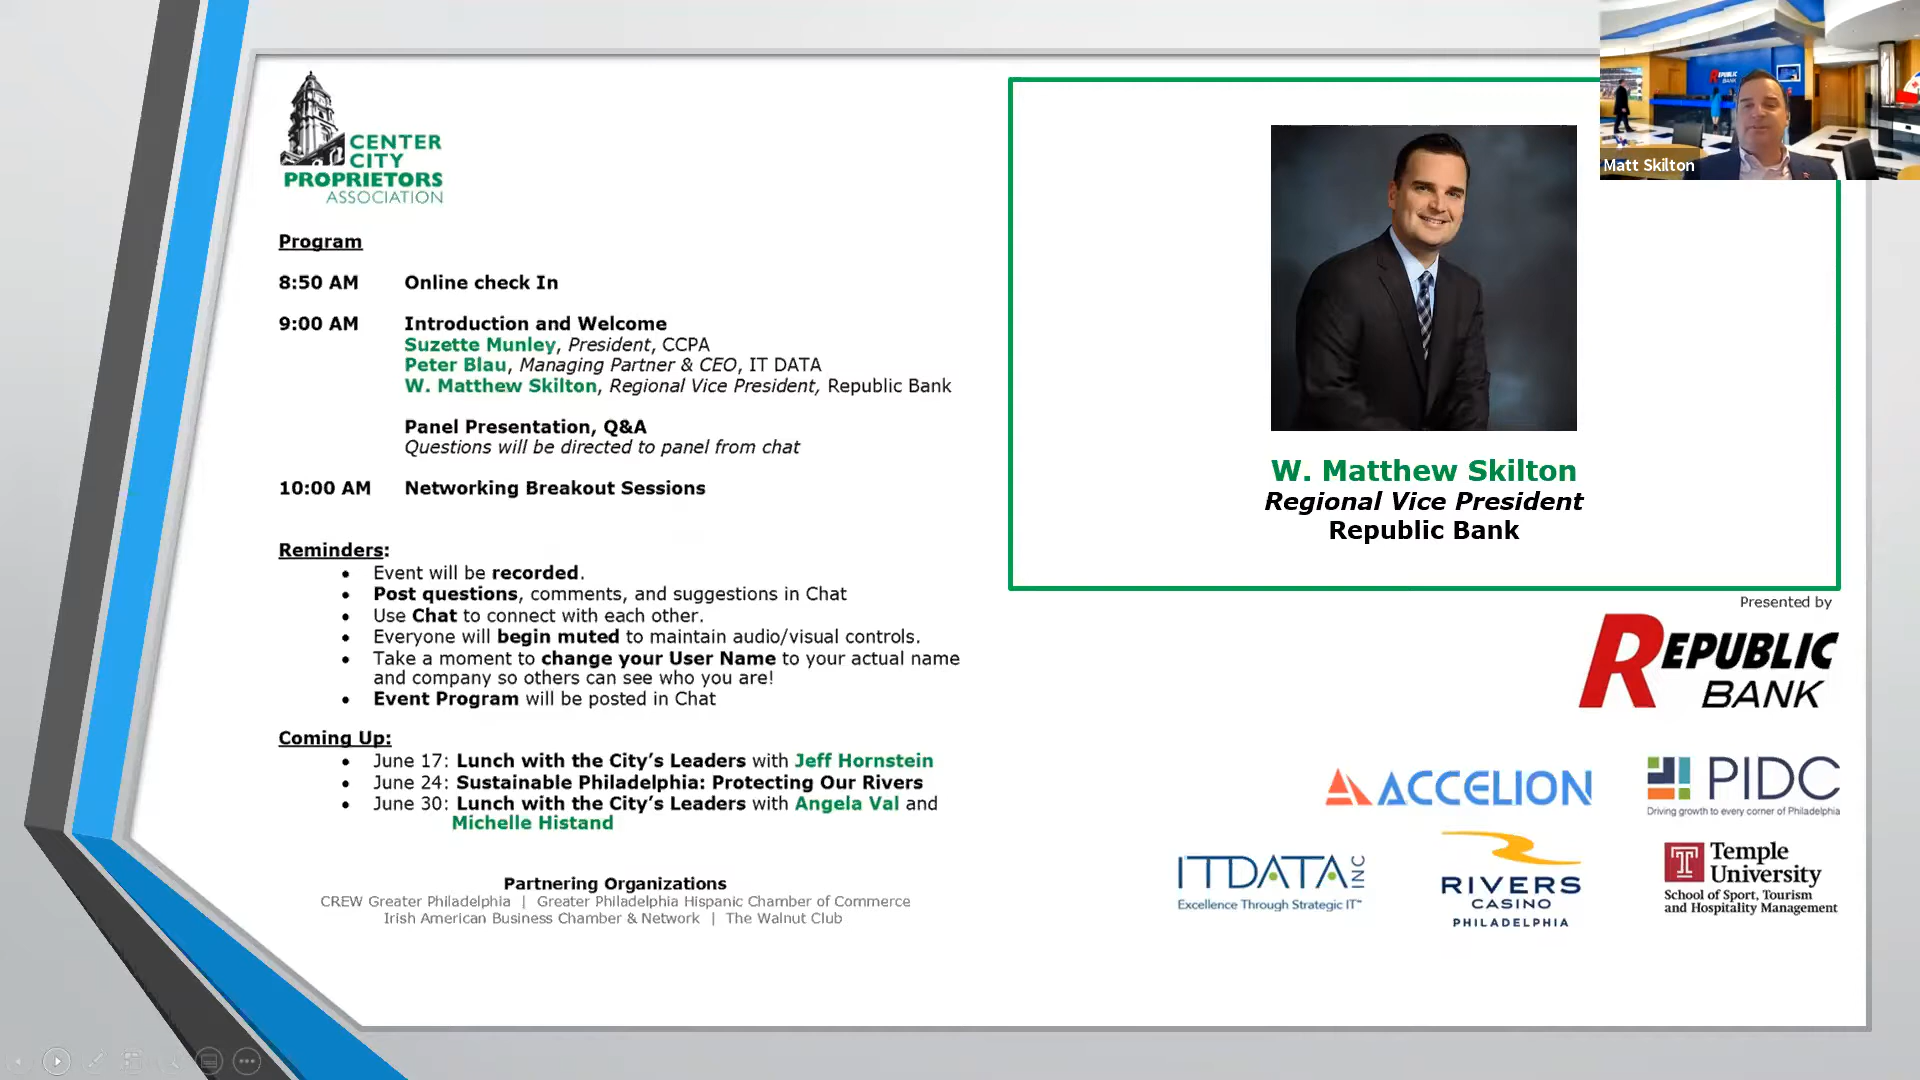 CENTER
CITY
PROPRIETORS
ASSOCIATION
Program
8:50 AM Online check In
9:00 AM Introduction and Welcome
Suzette Munley, President, CCPA
Peter Blau, Managing Partner & CEO, IT DATA
W. Matthew Skilton, Regional Vice President, Republic Bank
Panel Presentation, Q&A
Questions will be directed to panel from chat
10:00 AM Networking Breakout Sessions
Reminders:
• Event will be recorded.
• Post questions, comments, and suggestions in Chat
• Use Chat to connect with each other.
• Everyone will begin muted to maintain audio/visual controls.
• Take a moment to change your User Name to your actual name
and company so others can see who you are!
• Event Program will be posted in Chat
Coming Up:
• June 17: Lunch with the City's Leaders with Jeff Hornstein
• June 24: Sustainable Philadelphia: Protecting Our Rivers
• June 30: Lunch with the City's Leaders with Angela Val and
Michelle Histand
Partnering Organizations
CREW Greater Philadelphia | Greater Philadelphia Hispanic Chamber of Commerce
Irish American Business Chamber & Network | The Walnut Club
REPUBLIC
BANK
Matt Skilton
W. Matthew Skilton
Regional Vice President
Republic Bank
Presented by
REPUBLIC
BANK
ACCELION
PIDC
Driving growth to every corner of Philadelphia
ITDATA INC
Excellence Through Strategic IT™
RIVERS
CASINO
PHILADELPHIA
Temple
University
School of Sport, Tourism
and Hospitality Management